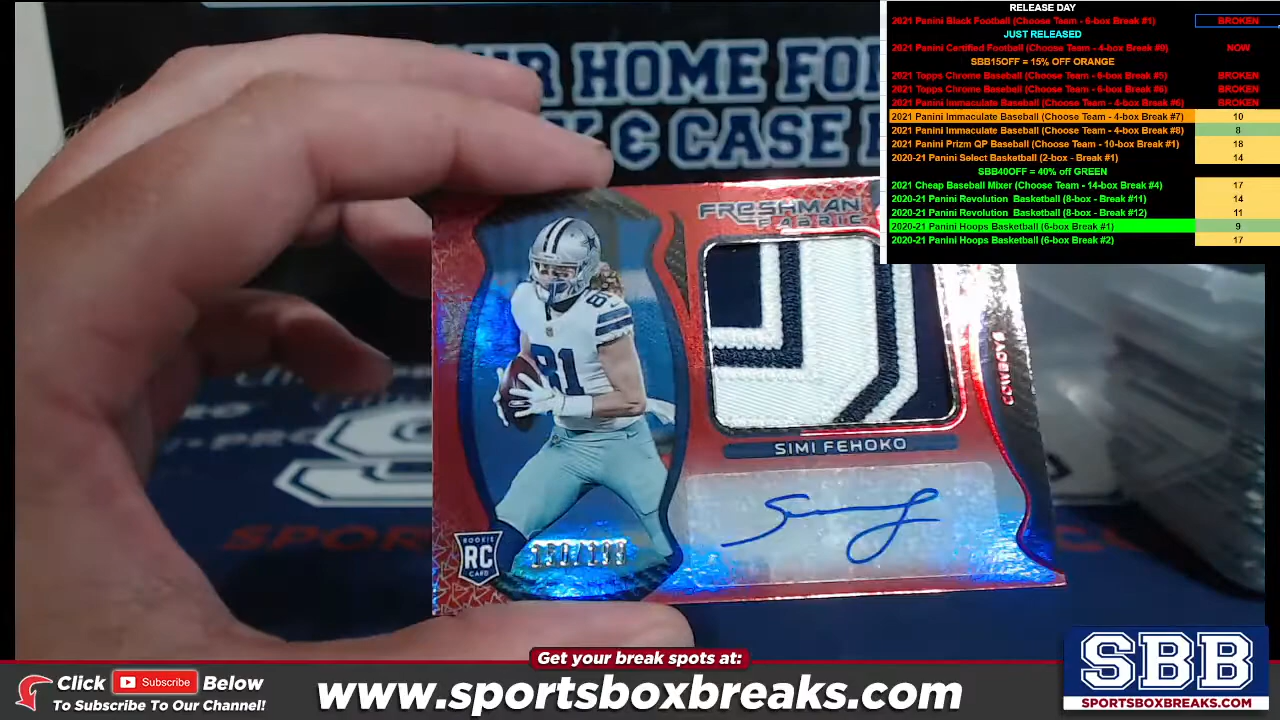 RELEASE DAY
2021 Panini Black Football (Choose Team - 6-box Break #1) BROKEN
JUST RELEASED
2021 Panini Certified Football (Choose Team - 4-box Break #9) NOW
SBB15OFF = 15% OFF ORANGE
2021 Topps Chrome Baseball (Choose Team - 6-box Break #5) BROKEN
2021 Topps Chrome Baseball (Choose Team - 6-box Break #6) BROKEN
2021 Panini Immaculate Baseball (Choose Team - 4-box Break #6) BROKEN
2021 Panini Immaculate Baseball (Choose Team - 4-box Break #7) 10
2021 Panini Immaculate Baseball (Choose Team - 4-box Break #8) 8
2021 Panini Prizm QP Baseball (Choose Team - 10-box Break #1) 18
2020-21 Panini Select Basketball (2-box - Break #1) 14
SBB40OFF = 40% off GREEN
2021 Cheap Baseball Mixer (Choose Team - 14-box Break #4) 17
2020-21 Panini Revolution Basketball (8-box - Break #11) 14
2020-21 Panini Revolution Basketball (8-box - Break #12) 11
2020-21 Panini Hoops Basketball (6-box Break #1) 9
2020-21 Panini Hoops Basketball (6-box Break #2) 17
HOME FO
& CASE
FRESHMAN
FABRIC
81
81
COWBOYS
SIMI FEHOKO
ROOKIE
RC
CARD
/199
Get your break spots at:
Click Subscribe Below
To Subscribe To Our Channel!
www.sportsboxbreaks.com
SBB
SPORTSBOXBREAKS.COM